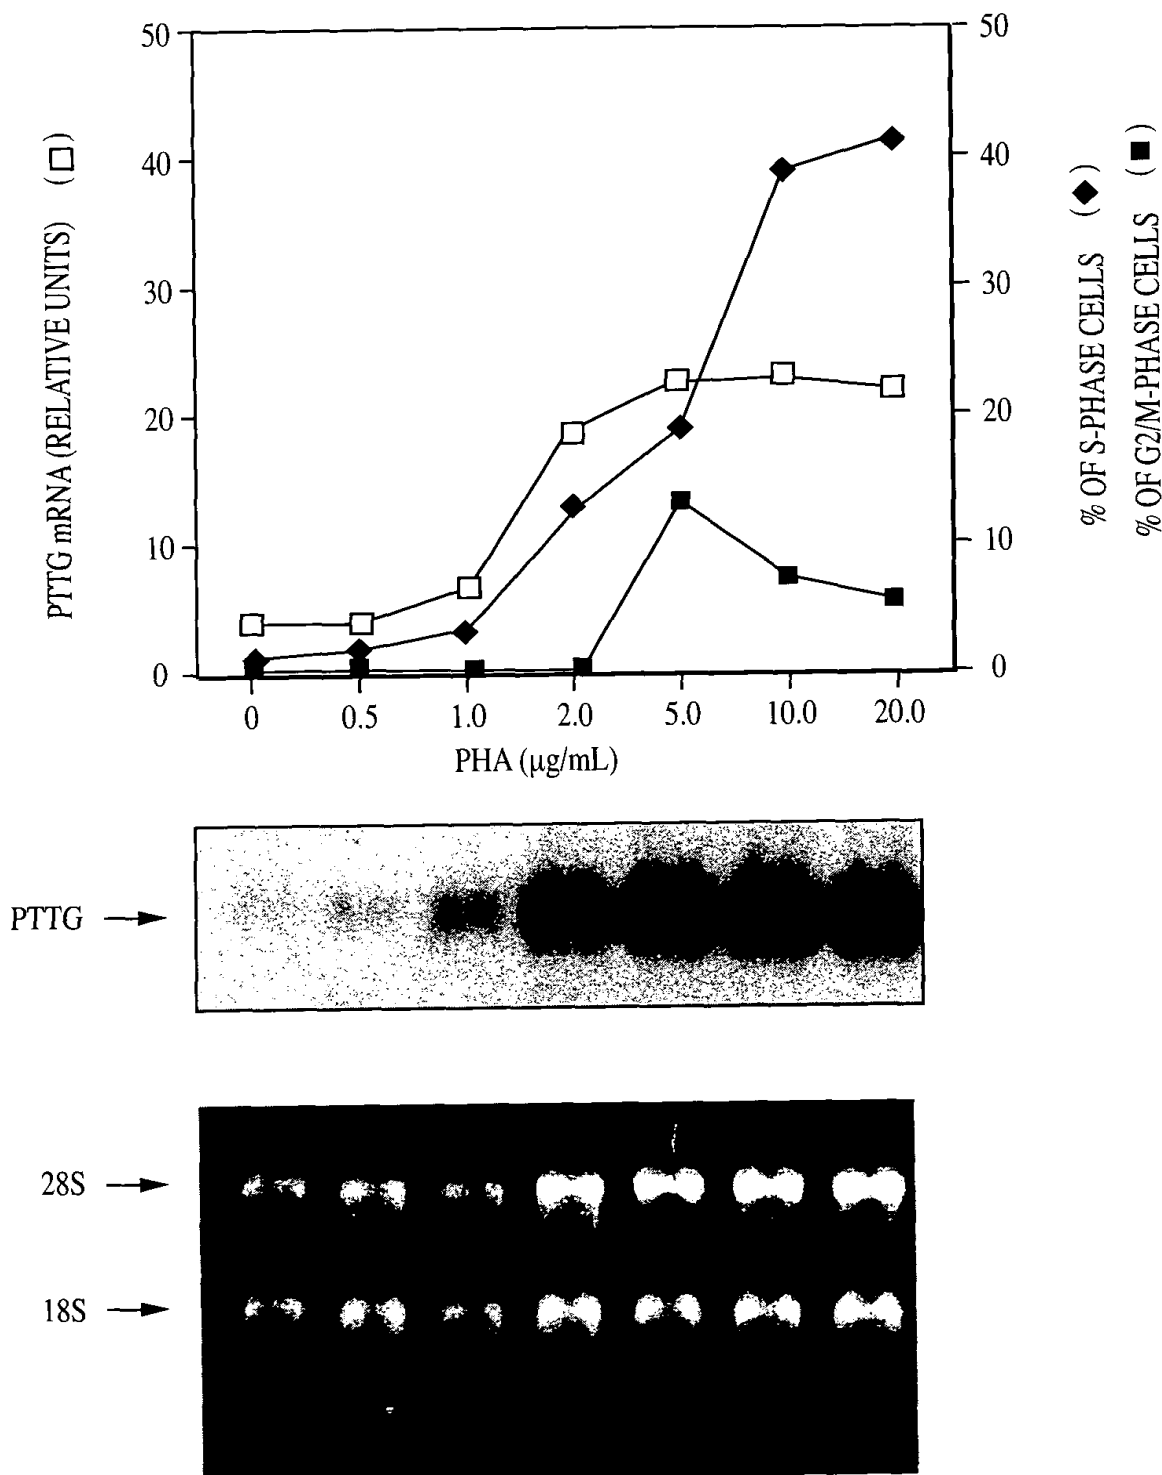 50
40
30
20
10
0
50
40
30
20
10
0
PTTG mRNA (RELATIVE UNITS) (□)
% OF S-PHASE CELLS (◆)
% OF G2/M-PHASE CELLS (■)
0 0.5 1.0 2.0 5.0 10.0 20.0
PHA (μg/mL)
PTTG
28S
18S